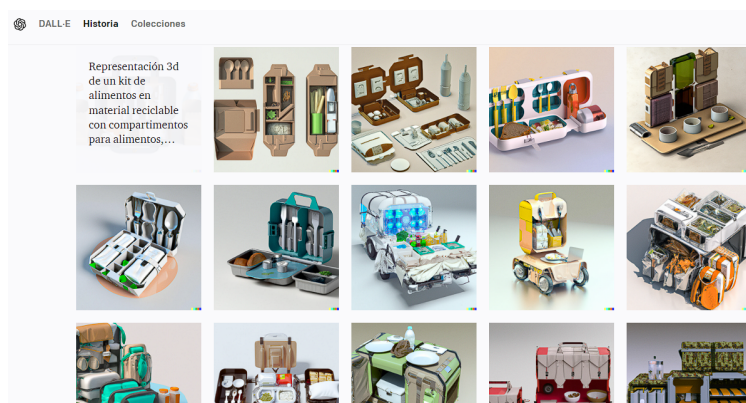 DALL·E Historia Colecciones
Representación 3d
de un kit de
alimentos en
material reciclable
con compartimentos
para alimentos,...